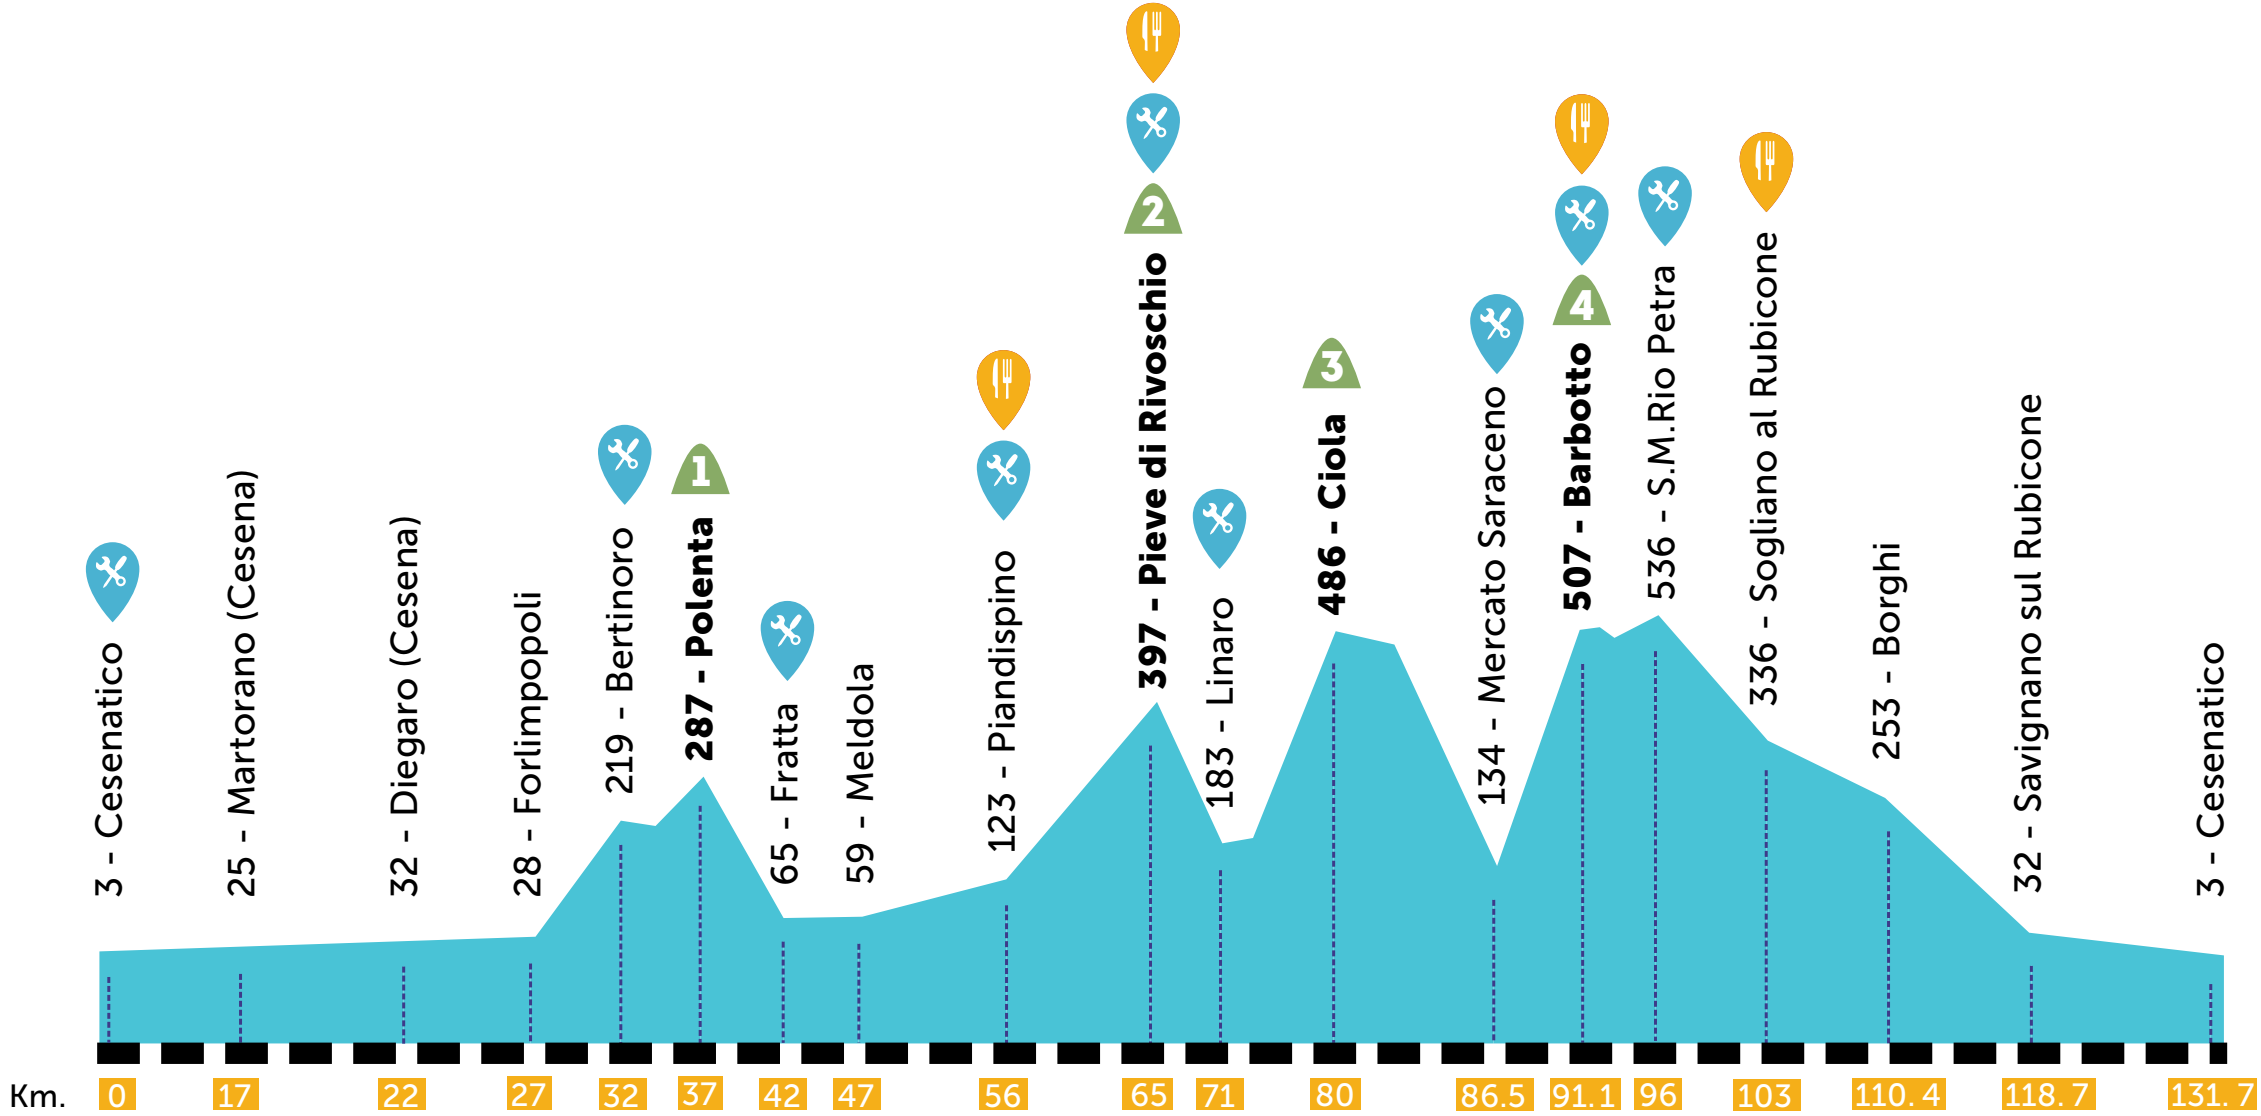 3 - Cesenatico
25 - Martorano (Cesena)
32 - Diegaro (Cesena)
28 - Forlimpopoli
219 - Bertinoro
1
287 - Polenta
65 - Fratta
59 - Meldola
123 - Piandispino
2
397 - Pieve di Rivoschio
183 - Linaro
3
486 - Ciola
134 - Mercato Saraceno
4
507 - Barbotto
536 - S.M.Rio Petra
336 - Sogliano al Rubicone
253 - Borghi
32 - Savignano sul Rubicone
3 - Cesenatico
Km. 0 17 22 27 32 37 42 47 56 65 71 80 86.5 91.1 96 103 110.4 118.7 131.7